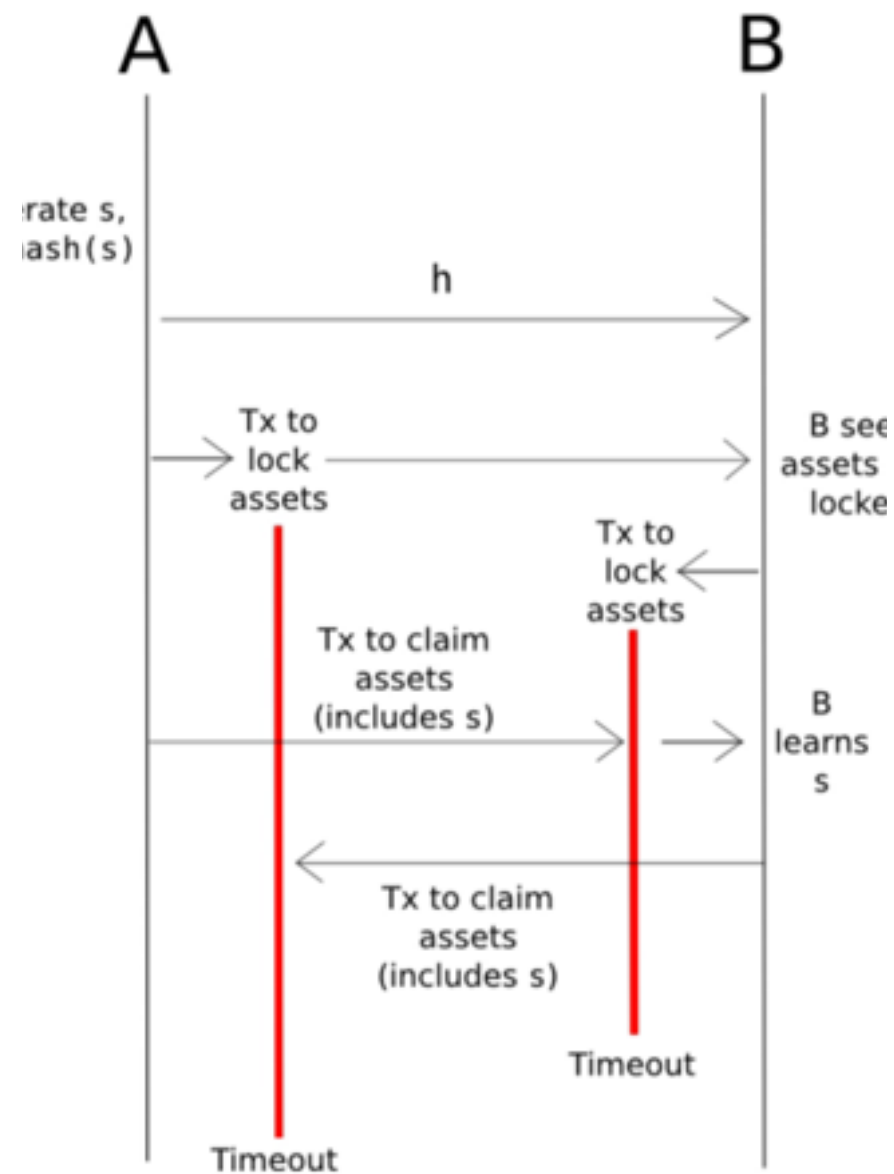 A
B
s,
h
Tx to
lock
assets
B
assets
Tx to
lock
assets
Tx to claim
assets
(includes s)
B
learns
s
Tx to claim
assets
(includes s)
Timeout
Timeout